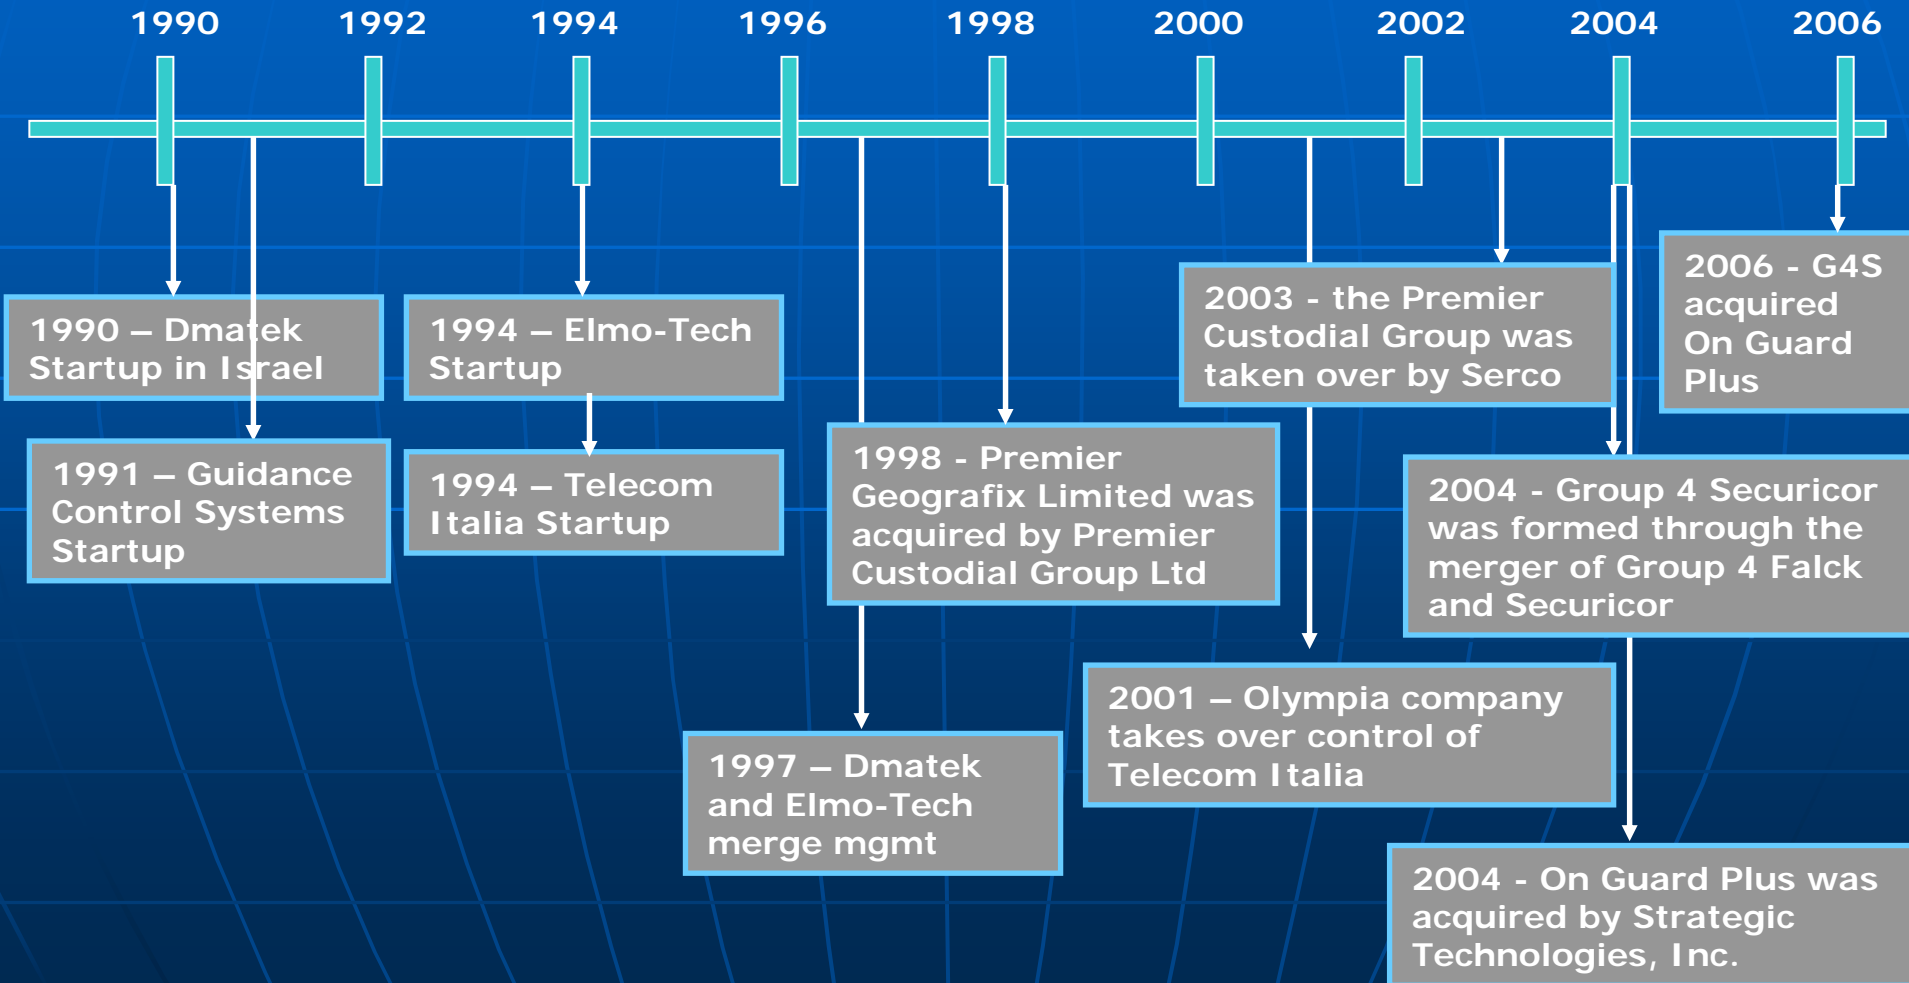 1990
1992
1994
1996
1998
2000
2002
2004
2006
1990 – Dmatek
Startup in Israel
1991 – Guidance
Control Systems
Startup
1994 – Elmo-Tech
Startup
1994 – Telecom
Italia Startup
1997 – Dmatek
and Elmo-Tech
merge mgmt
1998 - Premier
Geografix Limited was
acquired by Premier
Custodial Group Ltd
2001 – Olympia company
takes over control of
Telecom Italia
2003 - the Premier
Custodial Group was
taken over by Serco
2004 - Group 4 Securicor
was formed through the
merger of Group 4 Falck
and Securicor
2004 - On Guard Plus was
acquired by Strategic
Technologies, Inc.
2006 - G4S
acquired
On Guard
Plus